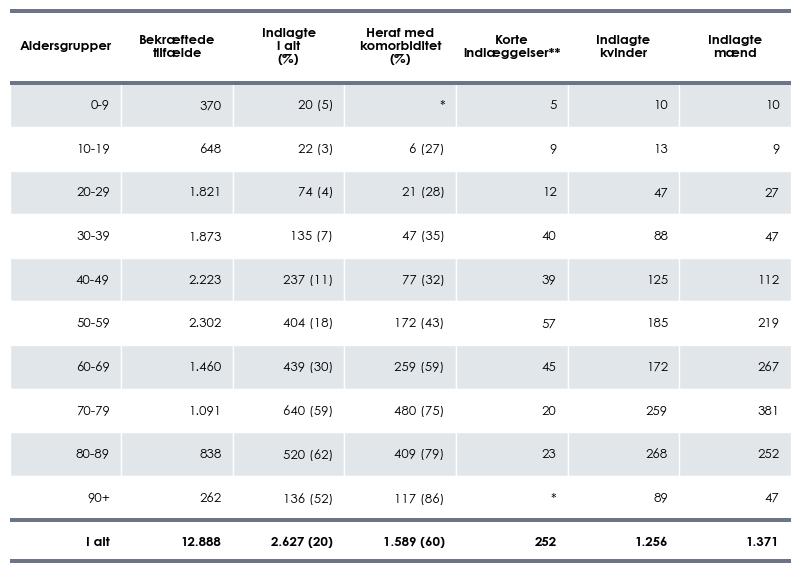 Aldersgrupper Bekræftede tilfælde Indlagte I alt (%) Heraf med komorbiditet (%) Korte Indlæggelser** Indlagte kvinder Indlagte mænd
0-9 370 20 (5) * 5 10 10
10-19 648 22 (3) 6 (27) 9 13 9
20-29 1.821 74 (4) 21 (28) 12 47 27
30-39 1.873 135 (7) 47 (35) 40 88 47
40-49 2.223 237 (11) 77 (32) 39 125 112
50-59 2.302 404 (18) 172 (43) 57 185 219
60-69 1.460 439 (30) 259 (59) 45 172 267
70-79 1.091 640 (59) 480 (75) 20 259 381
80-89 838 520 (62) 409 (79) 23 268 252
90+ 262 136 (52) 117 (86) * 89 47
I alt 12.888 2.627 (20) 1.589 (60) 252 1.256 1.371